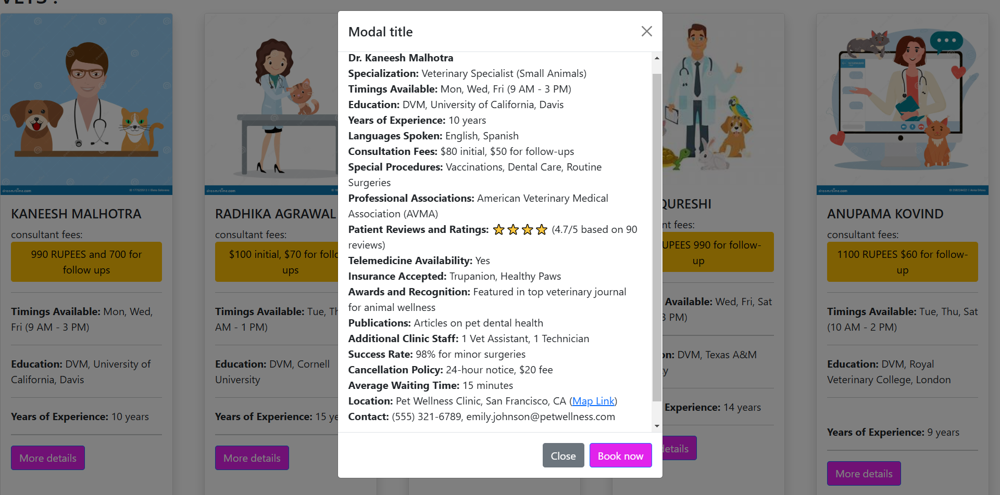 VETS :
Modal title
Dr. Kaneesh Malhotra
Specialization: Veterinary Specialist (Small Animals)
Timings Available: Mon, Wed, Fri (9 AM - 3 PM)
Education: DVM, University of California, Davis
Years of Experience: 10 years
Languages Spoken: English, Spanish
Consultation Fees: $80 initial, $50 for follow-ups
Special Procedures: Vaccinations, Dental Care, Routine
Surgeries
Professional Associations: American Veterinary Medical
Association (AVMA)
Patient Reviews and Ratings: ⭐⭐⭐⭐ (4.7/5 based on 90
reviews)
Telemedicine Availability: Yes
Insurance Accepted: Trupanion, Healthy Paws
Awards and Recognition: Featured in top veterinary journal
for animal wellness
Publications: Articles on pet dental health
Additional Clinic Staff: 1 Vet Assistant, 1 Technician
Success Rate: 98% for minor surgeries
Cancellation Policy: 24-hour notice, $20 fee
Average Waiting Time: 15 minutes
Location: Pet Wellness Clinic, San Francisco, CA (Map Link)
Contact: (555) 321-6789, emily.johnson@petwellness.com
Close
Book now
dreamstime.com
KANEESH MALHOTRA
consultant fees:
990 RUPEES and 700 for
follow ups
Timings Available: Mon, Wed,
Fri (9 AM - 3 PM)
Education: DVM, University of
California, Davis
Years of Experience: 10 years
More details
dreamstime.com
RADHIKA AGRAWAL
consultant fees:
$100 initial, $70 for follo
ups
Timings Available: Tue, Th
AM - 1 PM)
Education: DVM, Cornell
University
Years of Experience: 15 ye
More details
QURESHI
nt fees:
UPEES 990 for follow-
up
Available: Wed, Fri, Sat
3 PM)
on: DVM, Texas A&M
y
Experience: 14 years
details
dreamstime.com
ANUPAMA KOVIND
consultant fees:
1100 RUPEES $60 for follow-
up
Timings Available: Tue, Thu, Sat
(10 AM - 2 PM)
Education: DVM, Royal
Veterinary College, London
Years of Experience: 9 years
More details